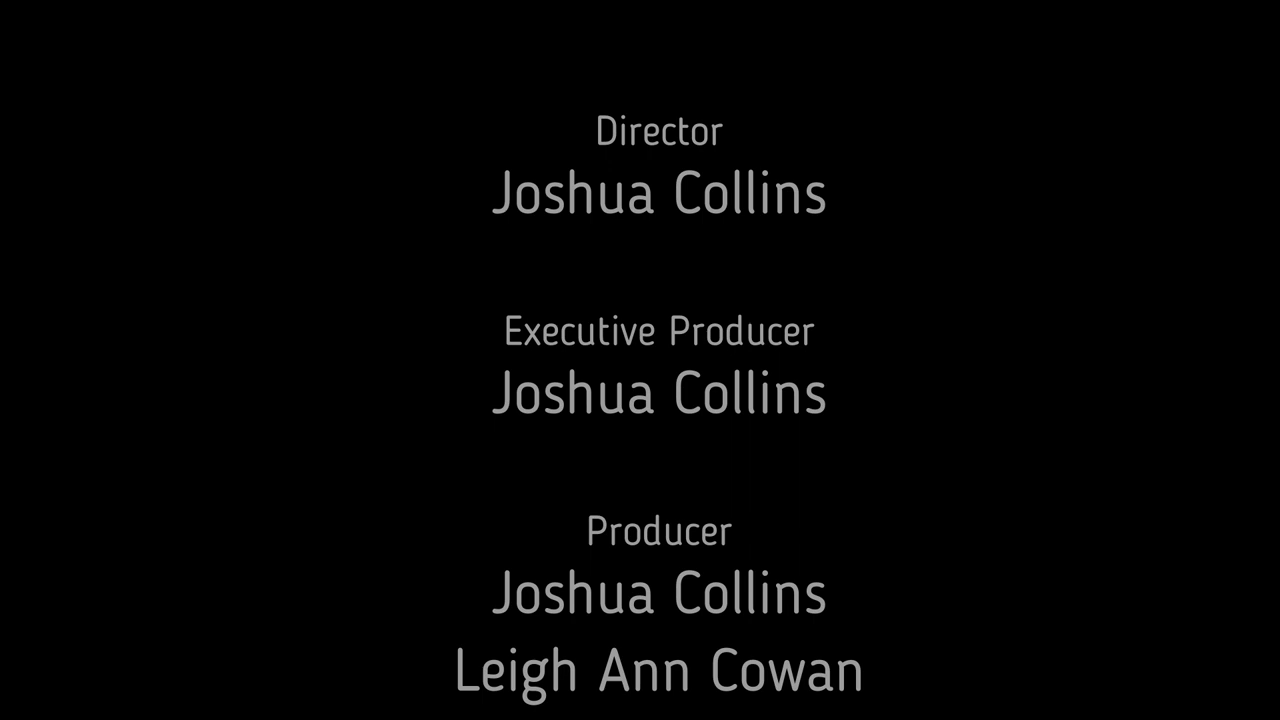 Director
Joshua Collins
Executive Producer
Joshua Collins
Producer
Joshua Collins
Leigh Ann Cowan